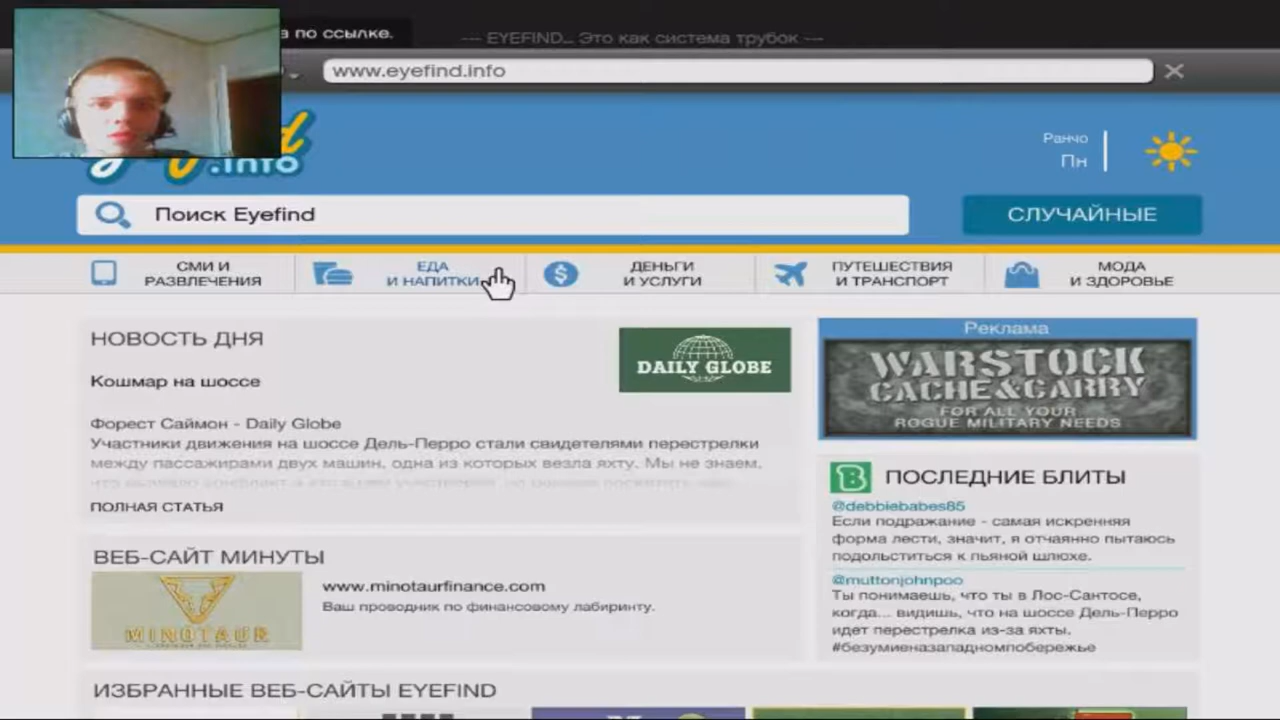 а по ссылке.
--- EYEFIND... Это как система трубок ---
www.eyefind.info
.info
Ранчо
Пн
Поиск Eyefind
СЛУЧАЙНЫЕ
СМИ И
РАЗВЛЕЧЕНИЯ
ЕДА
И НАПИТКИ
ДЕНЬГИ
И УСЛУГИ
ПУТЕШЕСТВИЯ
И ТРАНСПОРТ
МОДА
И ЗДОРОВЬЕ
НОВОСТЬ ДНЯ
DAILY GLOBE
Кошмар на шоссе
Форест Саймон - Daily Globe
Участники движения на шоссе Дель-Перро стали свидетелями перестрелки
между пассажирами двух машин, одна из которых везла яхту. Мы не знаем,
ПОЛНАЯ СТАТЬЯ
Реклама
WARSTOCK
CACHE&CARRY
FOR ALL YOUR
ROGUE MILITARY NEEDS
ПОСЛЕДНИЕ БЛИТЫ
@debbiebabes85
Если подражание - самая искренняя
форма лести, значит, я отчаянно пытаюсь
подольститься к пьяной шлюхе.
@muttonjohnpoo
Ты понимаешь, что ты в Лос-Сантосе,
когда... видишь, что на шоссе Дель-Перро
идет перестрелка из-за яхты.
#безумиеназападномпобережье
ВЕБ-САЙТ МИНУТЫ
MINOTAUR
www.minotaurfinance.com
Ваш проводник по финансовому лабиринту.
ИЗБРАННЫЕ ВЕБ-САЙТЫ EYEFIND